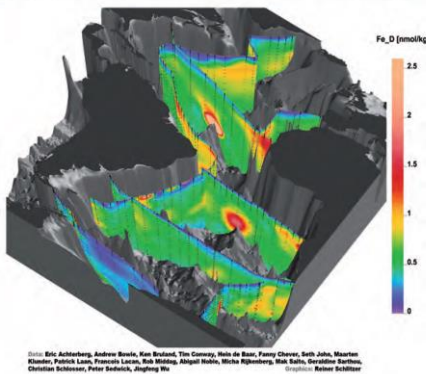 Fe_D [nmol/kg]
2.5
2
1.5
1
.5
0
Data: Eric Achterberg, Andrew Bowie, Ken Bruland, Tim Conway, Hein de Baar, Fanny Chever, Seth John, Maarten
Klunder, Patrick Laan, Francois Lacan, Rob Middag, Abigail Noble, Micha Rijkenberg, Mak Saito, Geraldine Sarthou,
Christian Schlosser, Peter Sedwick, Jingfeng Wu
Graphics: Reiner Schlitzer